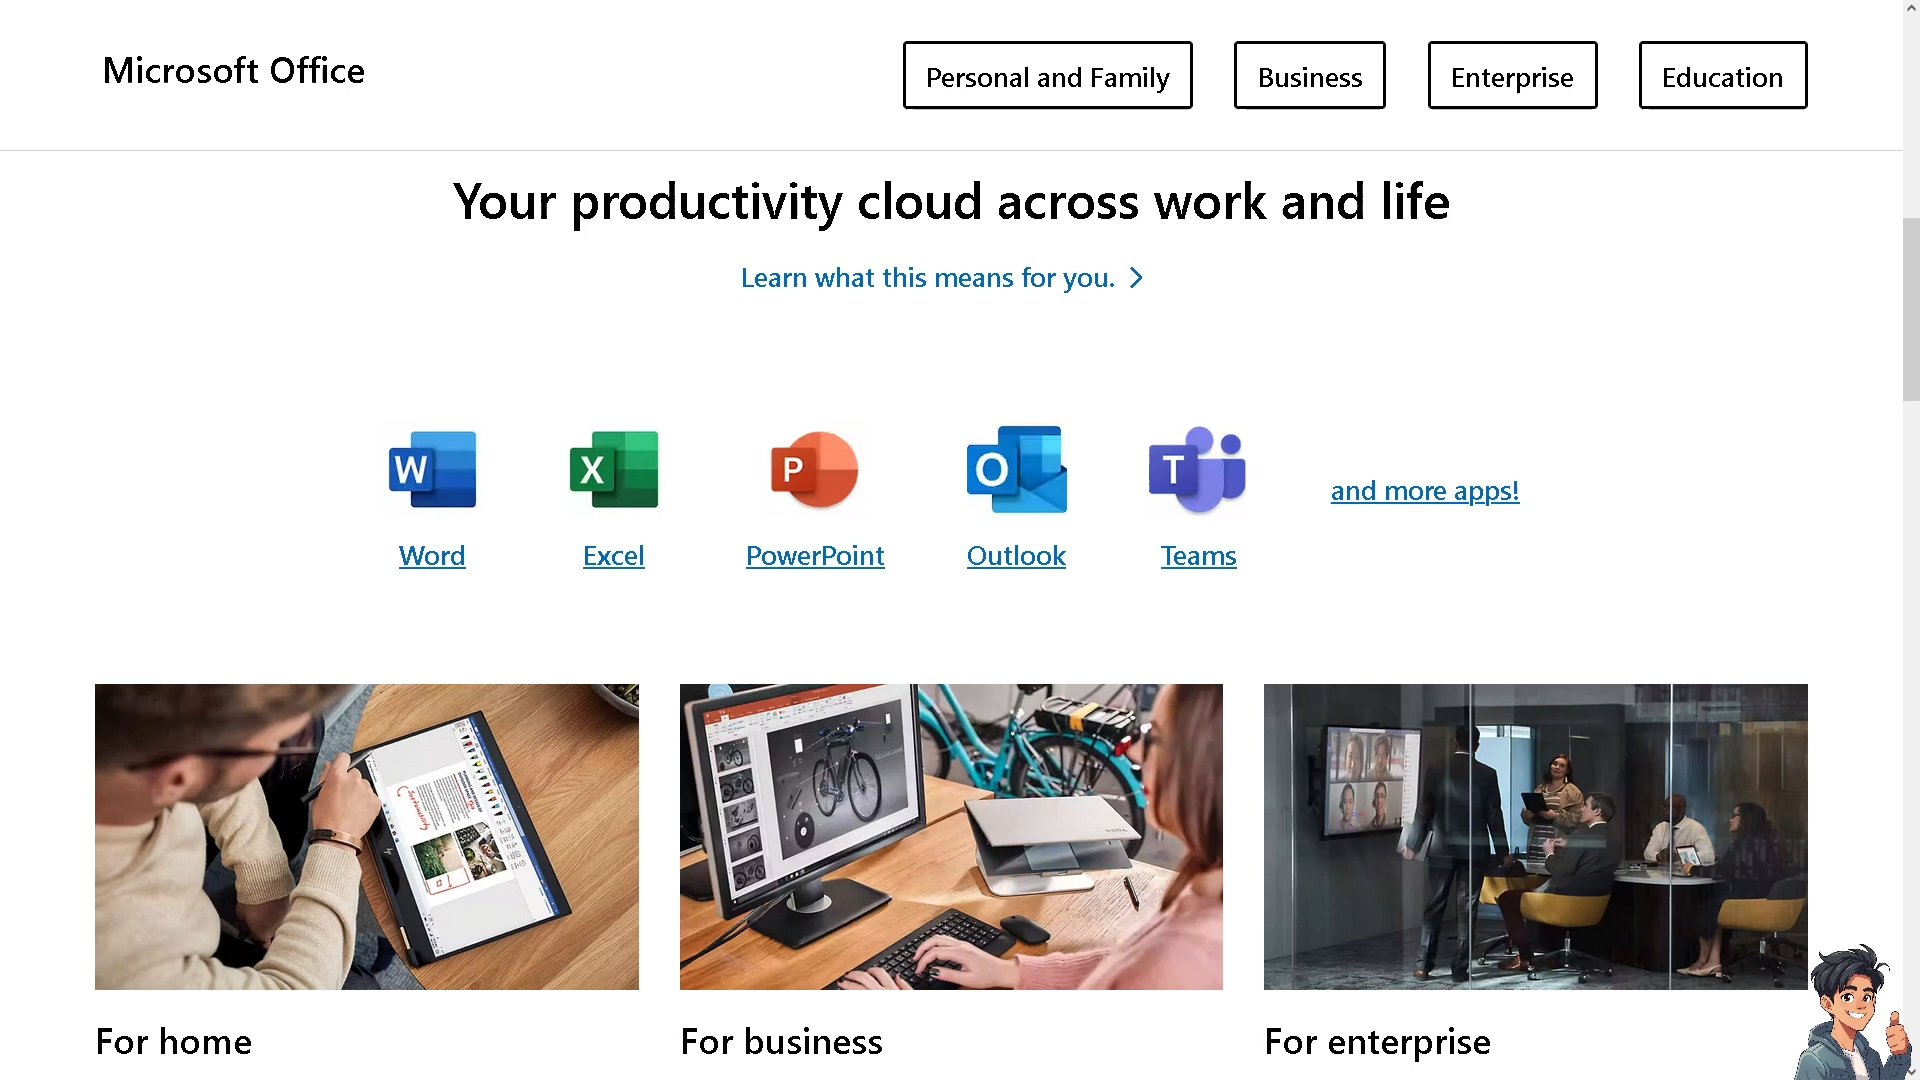 Microsoft Office
Personal and Family
Business
Enterprise
Education
Your productivity cloud across work and life
Learn what this means for you.
W
X
P
O
T
and more apps!
Word
Excel
PowerPoint
Outlook
Teams
For home
For business
For enterprise